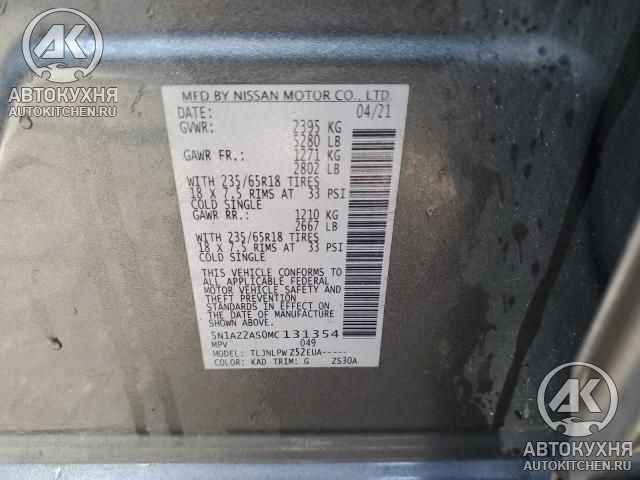 АВТОКУХНЯ
AUTOKITCHEN.RU
MFD BY NISSAN MOTOR CO., LTD.
DATE: 04/21
GVWR: 2395 KG
5280 LB
GAWR FR.: 1271 KG
2802 LB
WITH 235/65R18 TIRES
18 X 7.5 RIMS AT 33 PSI
COLD SINGLE
GAWR RR.: 1210 KG
2667 LB
WITH 235/65R18 TIRES
18 X 7.5 RIMS AT 33 PSI
COLD SINGLE
THIS VEHICLE CONFORMS TO
ALL APPLICABLE FEDERAL
MOTOR VEHICLE SAFETY AND
THEFT PREVENTION
STANDARDS IN EFFECT ON
THE DATE OF MANUFACTURE
SHOWN ABOVE.
5N1AZ2AS0MC131354
MPV 049
MODEL: TLJNLPWZ52EUA-----
COLOR: KAD TRIM: G ZS30A
АВТОКУХНЯ
AUTOKITCHEN.RU